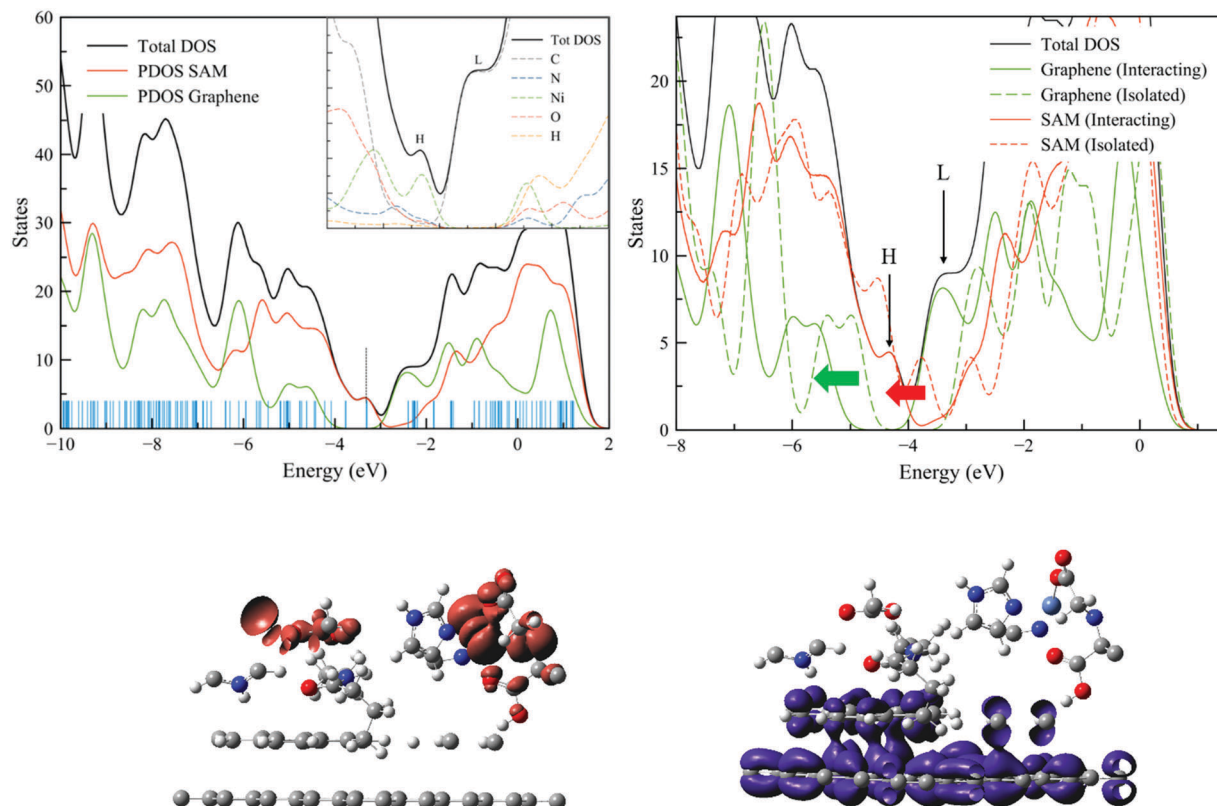 60
50
40
30
20
10
0
States
Total DOS
PDOS SAM
PDOS Graphene
Tot DOS
C
N
Ni
O
H
H
L
−10
−8
−6
−4
−2
0
2
Energy (eV)
20
15
10
5
0
States
Total DOS
Graphene (Interacting)
Graphene (Isolated)
SAM (Interacting)
SAM (Isolated)
L
H
−8
−6
−4
−2
0
Energy (eV)